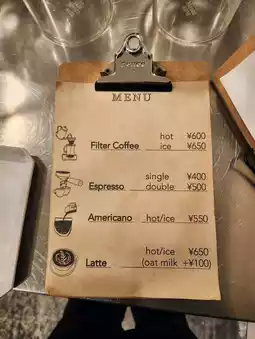 MENU
hot ¥600
Filter Coffee ice ¥650
single ¥400
Espresso double ¥500
Americano hot/ice ¥550
hot/ice ¥650
Latte (oat milk +¥100)